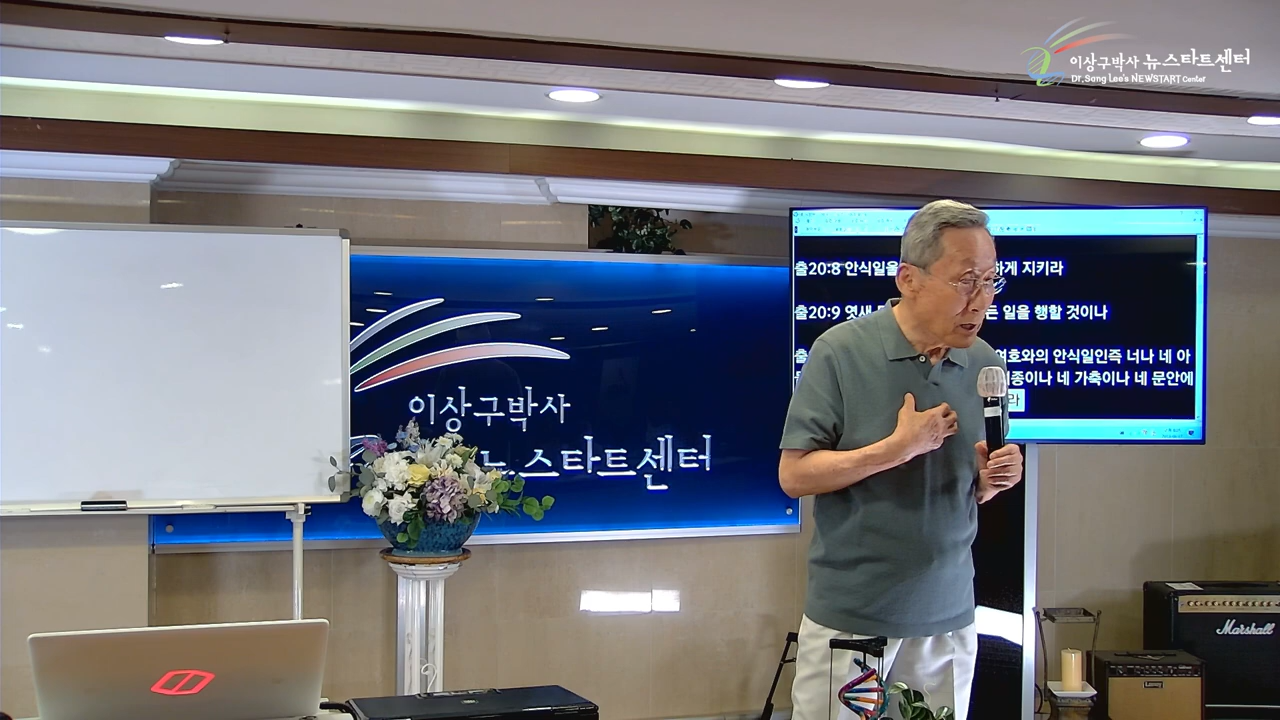 이상구박사 뉴스타트센터
Dr. Sang Lee's NEWSTART Center
출20:8 안식일을 하게 지키라
출20:9 엿새 든 일을 행할 것이나
여호와의 안식일인즉 너나 네 아
네 가축이나 네 문안에
라
이상구박사
뉴스타트센터
Marshall
Laney